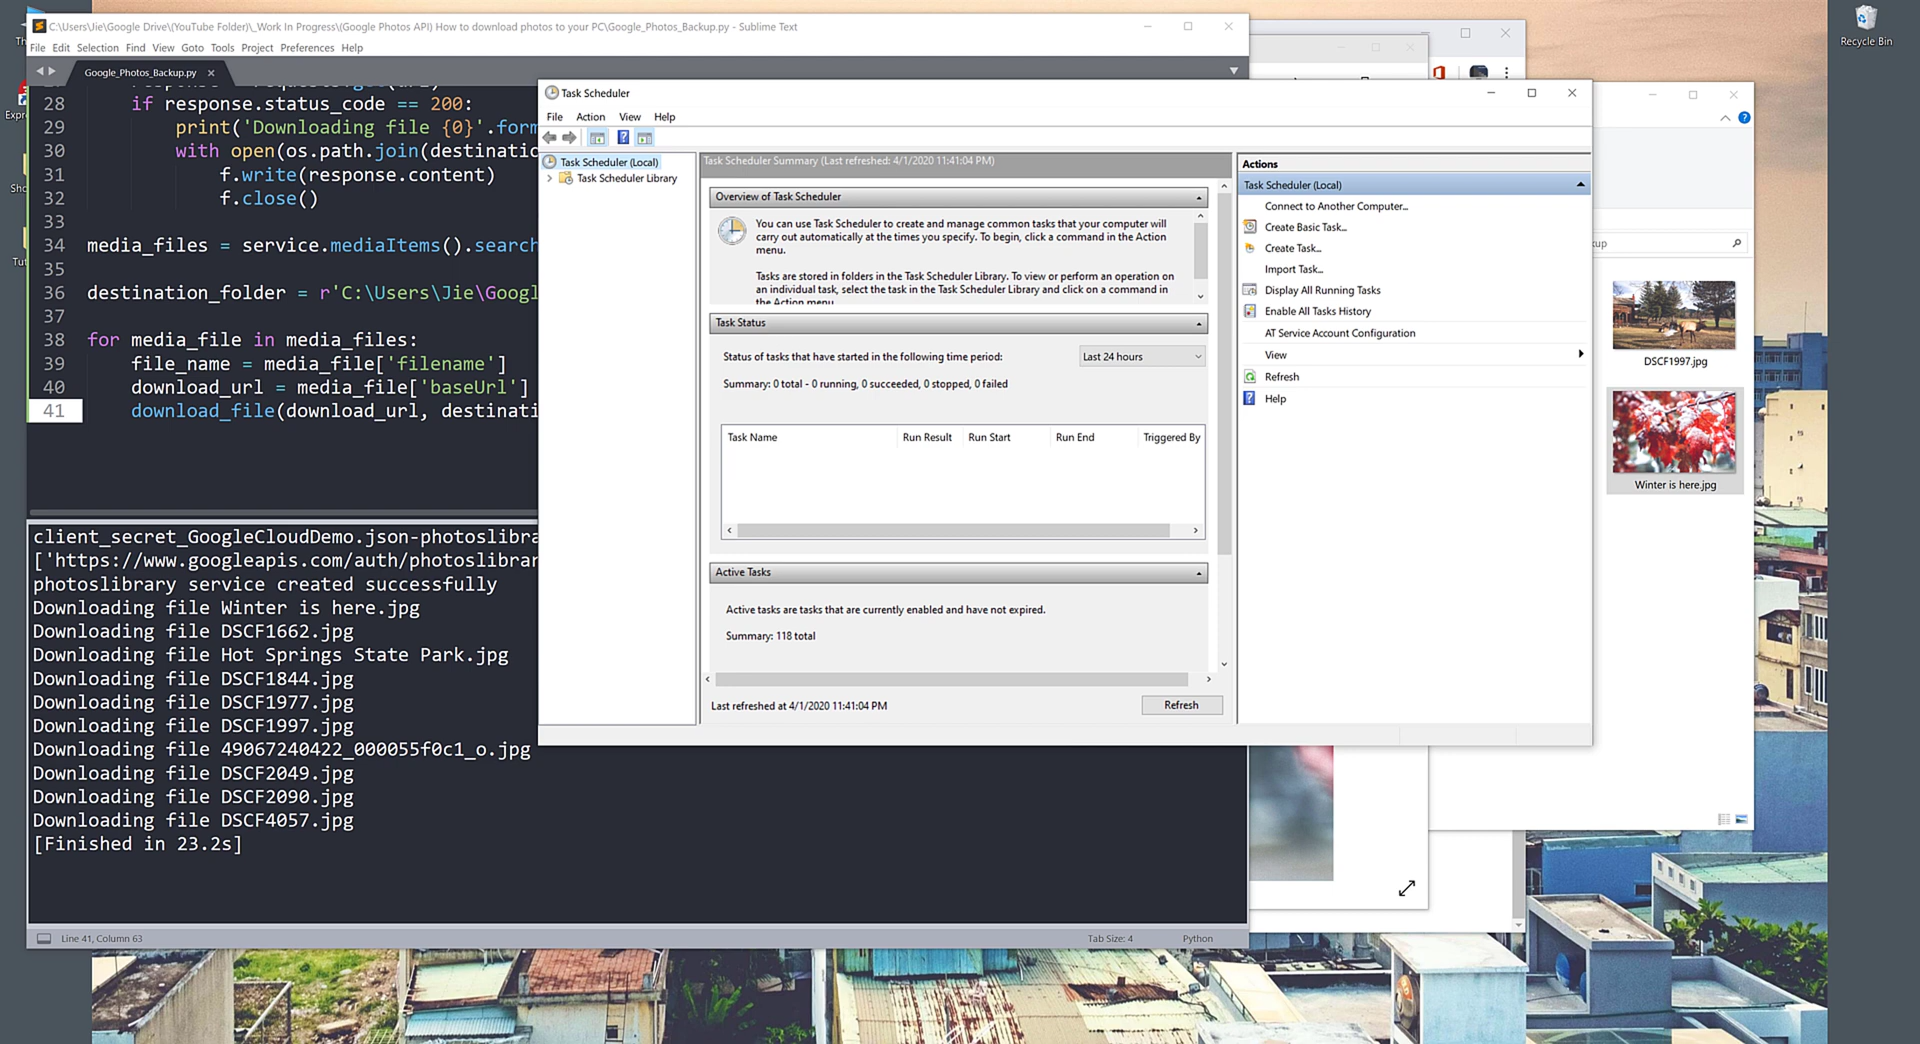 C:\Users\Jie\Google Drive\(YouTube Folder)\_Work In Progress\(Google Photos API) How to download photos to your PC\Google_Photos_Backup.py - Sublime Text
File Edit Selection Find View Goto Tools Project Preferences Help
Google_Photos_Backup.py
28 if response.status_code == 200:
29 print('Downloading file {0}'.form
30 with open(os.path.join(destinatio
31 f.write(response.content)
32 f.close()
33
34 media_files = service.mediaItems().search
35
36 destination_folder = r'C:\Users\Jie\Googl
37
38 for media_file in media_files:
39 file_name = media_file['filename']
40 download_url = media_file['baseUrl']
41 download_file(download_url, destinati
client_secret_GoogleCloudDemo.json-photoslibra
['https://www.googleapis.com/auth/photoslibrar
photoslibrary service created successfully
Downloading file Winter is here.jpg
Downloading file DSCF1662.jpg
Downloading file Hot Springs State Park.jpg
Downloading file DSCF1844.jpg
Downloading file DSCF1977.jpg
Downloading file DSCF1997.jpg
Downloading file 49067240422_000055f0c1_o.jpg
Downloading file DSCF2049.jpg
Downloading file DSCF2090.jpg
Downloading file DSCF4057.jpg
[Finished in 23.2s]
Line 41, Column 63
Tab Size: 4
Python
Task Scheduler
File Action View Help
Task Scheduler (Local)
Task Scheduler Library
Task Scheduler Summary (Last refreshed: 4/1/2020 11:41:04 PM)
Overview of Task Scheduler
You can use Task Scheduler to create and manage common tasks that your computer will
carry out automatically at the times you specify. To begin, click a command in the Action
menu.
Tasks are stored in folders in the Task Scheduler Library. To view or perform an operation on
an individual task, select the task in the Task Scheduler Library and click on a command in
the Action menu
Task Status
Status of tasks that have started in the following time period:
Last 24 hours
Summary: 0 total - 0 running, 0 succeeded, 0 stopped, 0 failed
Task Name Run Result Run Start Run End Triggered By
Active Tasks
Active tasks are tasks that are currently enabled and have not expired.
Summary: 118 total
Last refreshed at 4/1/2020 11:41:04 PM
Refresh
Actions
Task Scheduler (Local)
Connect to Another Computer...
Create Basic Task...
Create Task...
Import Task...
Display All Running Tasks
Enable All Tasks History
AT Service Account Configuration
View
Refresh
Help
kup
DSCF1997.jpg
Winter is here.jpg
Recycle Bin